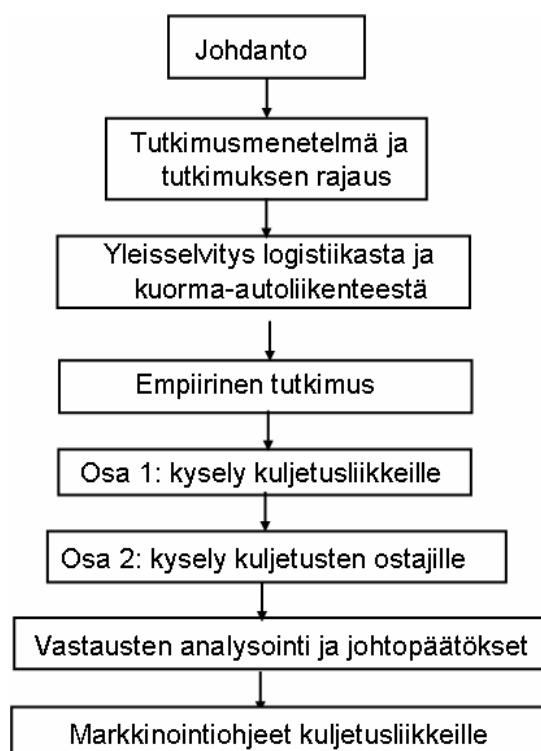 Johdanto
Tutkimusmenetelmä ja
tutkimuksen rajaus
Yleisselvitys logistiikasta ja
kuorma-autoliikenteestä
Empiirinen tutkimus
Osa 1: kysely kuljetusliikkeille
Osa 2: kysely kuljetusten ostajille
Vastausten analysointi ja johtopäätökset
Markkinointiohjeet kuljetusliikkeille